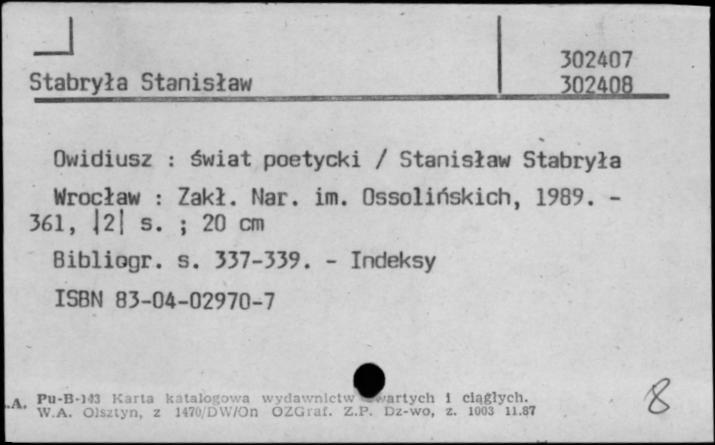 302407
Stabryła Stanisław 302408
Owidiusz : świat poetycki / Stanisław Stabryła
Wrocław : Zakł. Nar. im. Ossolińskich, 1989. -
361, |2| s. ; 20 cm
Bibliogr. s. 337-339. - Indeksy
ISBN 83-04-02970-7
.A. Pu-B-143 Karta katalogowa wydawnictw zwartych i ciągłych.
W.A. Olsztyn, z 1470/DW/On OZGraf. Z.P. Dz-wo, z. 1003 11.87
8